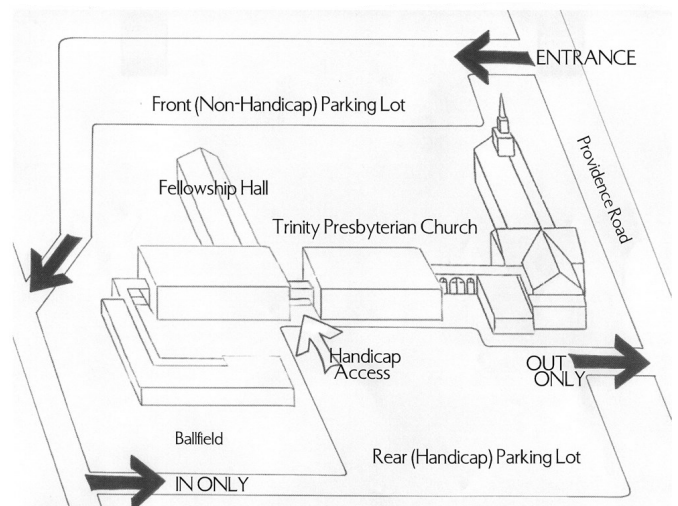 ENTRANCE
Front (Non-Handicap) Parking Lot
Providence Road
Fellowship Hall
Trinity Presbyterian Church
Handicap
Access
OUT
ONLY
Ballfield
Rear (Handicap) Parking Lot
IN ONLY